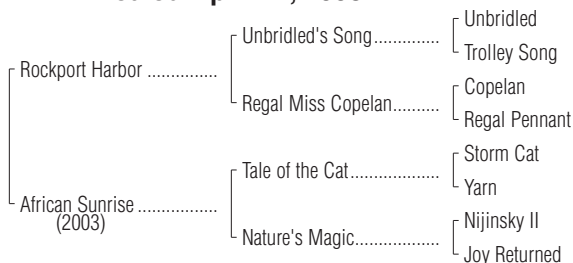 Unbridled
Unbridled's Song
Trolley Song
Rockport Harbor
Copelan
Regal Miss Copelan
Regal Pennant
Storm Cat
Tale of the Cat
Yarn
African Sunrise
(2003)
Nijinsky II
Nature's Magic
Joy Returned